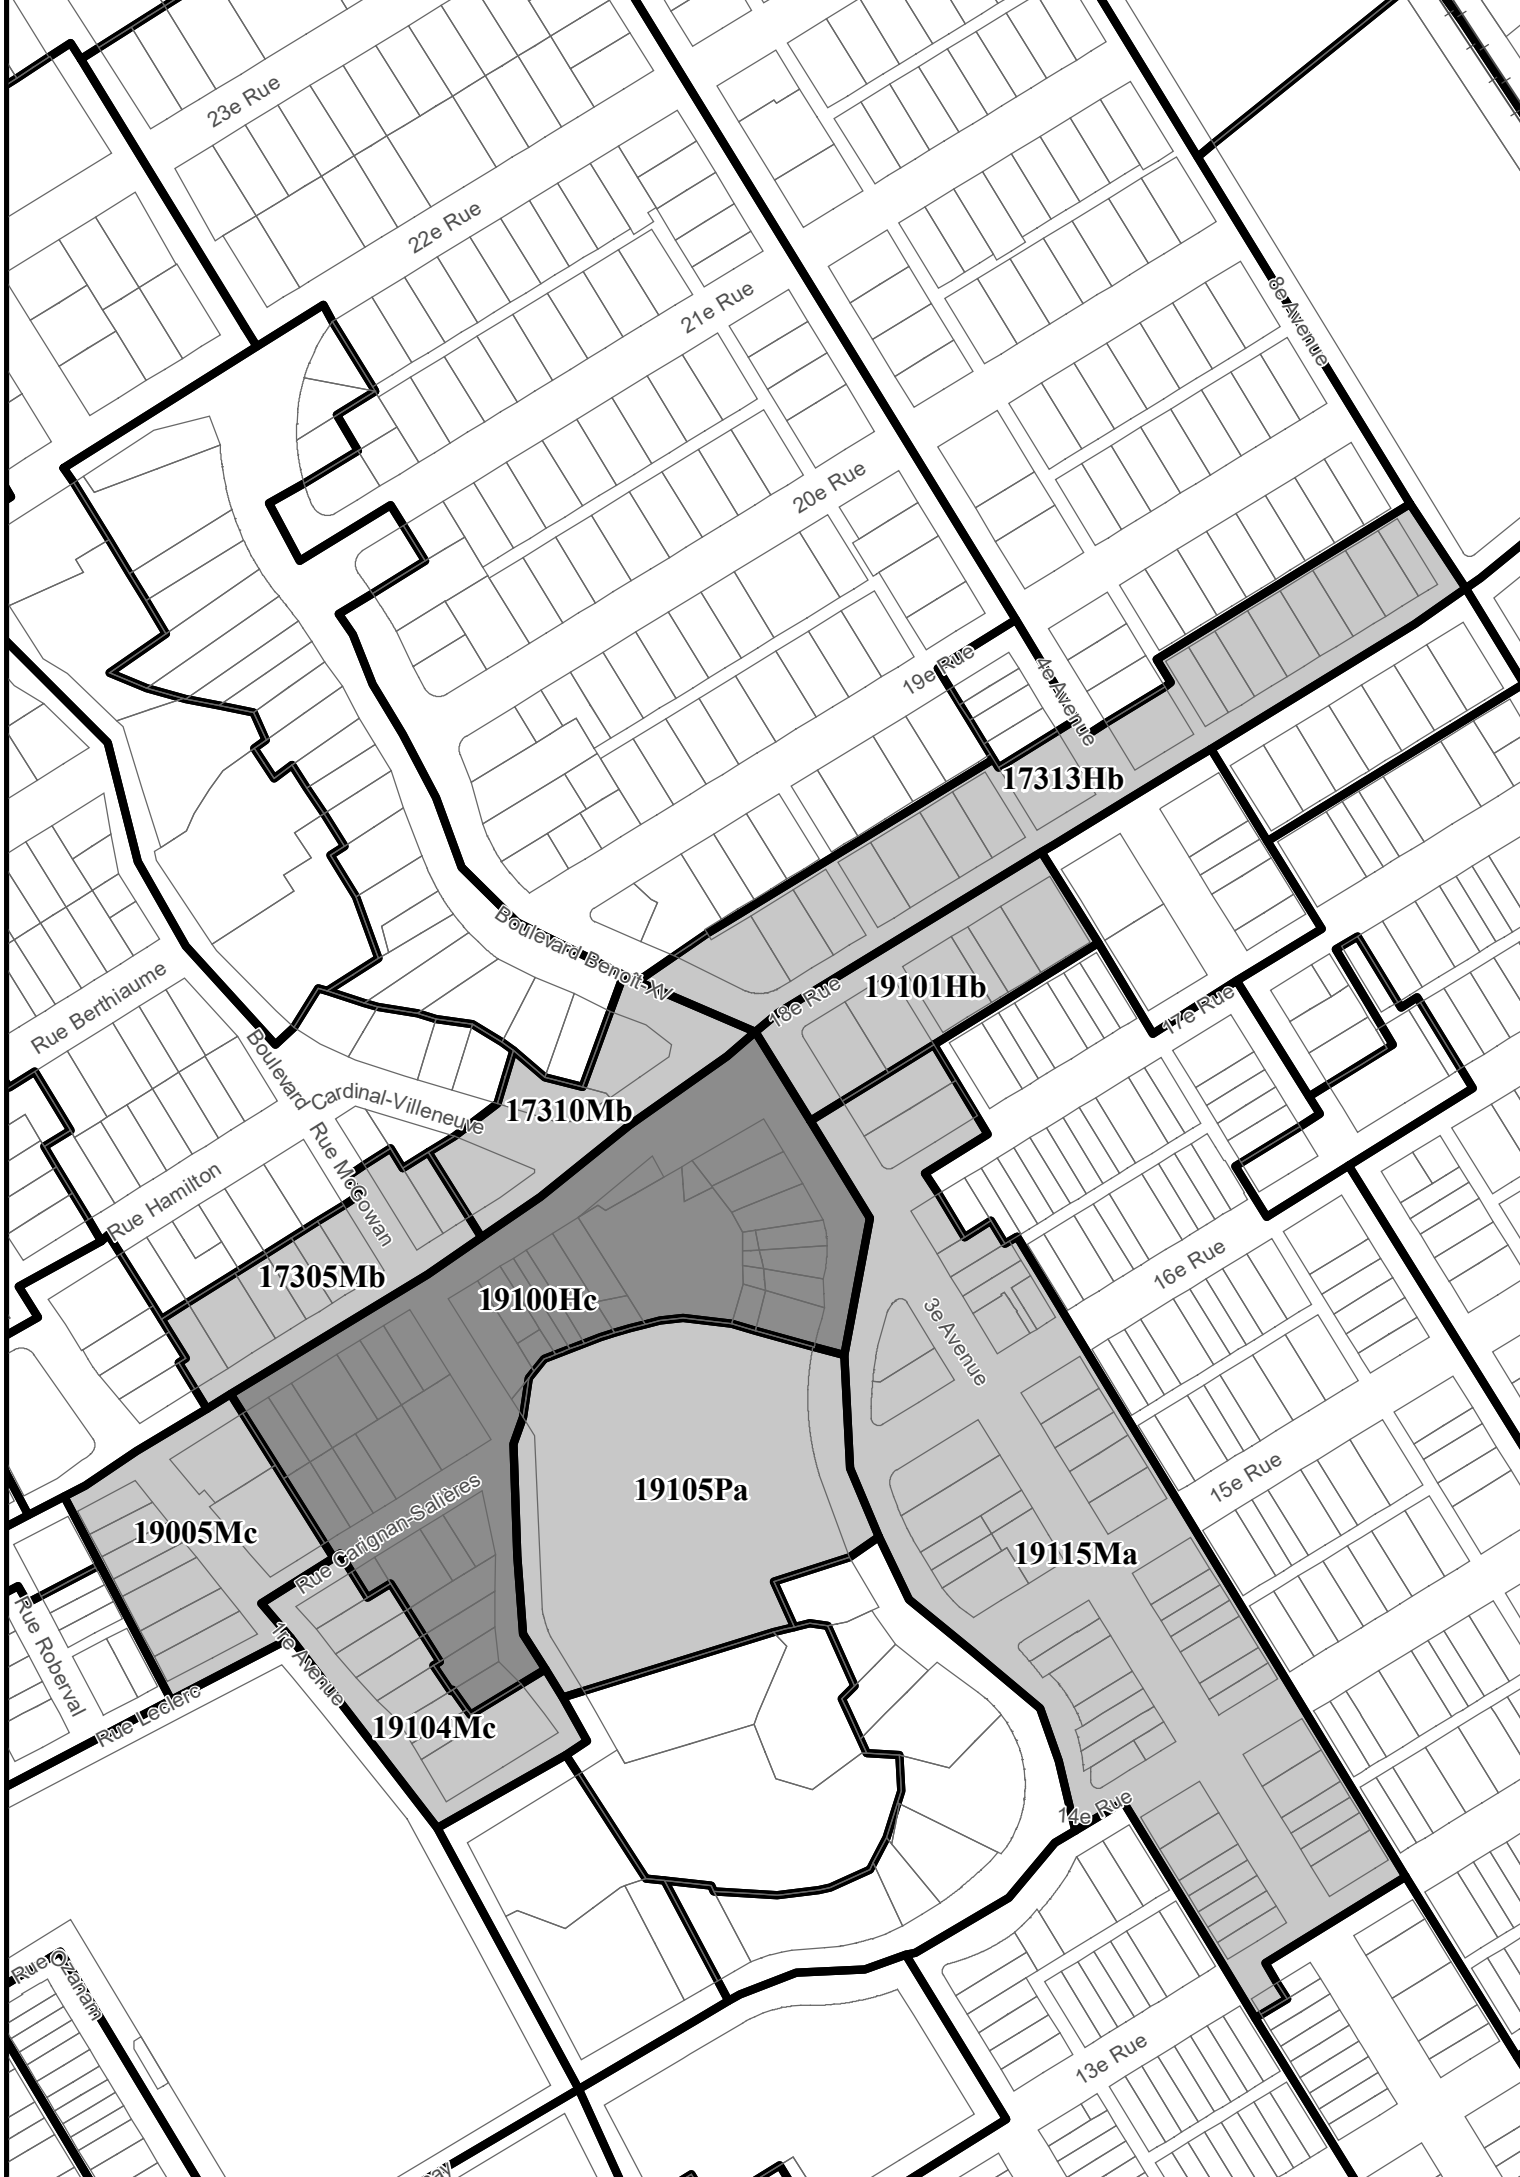 23e Rue
22e Rue
21e Rue
8e Avenue
20e Rue
19e Rue
4e Avenue
17313Hb
Boulevard Benoît-XV
19101Hb
18e Rue
17e Rue
Rue Berthiaume
Boulevard Cardinal-Villeneuve
17310Mb
Rue McGowan
Rue Hamilton
17305Mb
19100Hc
16e Rue
3e Avenue
19105Pa
15e Rue
19005Mc
Rue Carignan-Salières
19115Ma
Rue Roberval
1re Avenue
Rue Leclerc
19104Mc
14e Rue
Rue Ozanam
13e Rue